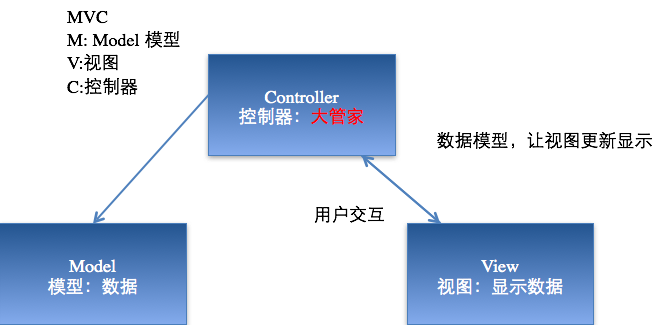 MVC
M: Model 模型
V:视图
C:控制器
Controller
控制器：大管家
数据模型，让视图更新显示
用户交互
Model
模型：数据
View
视图：显示数据